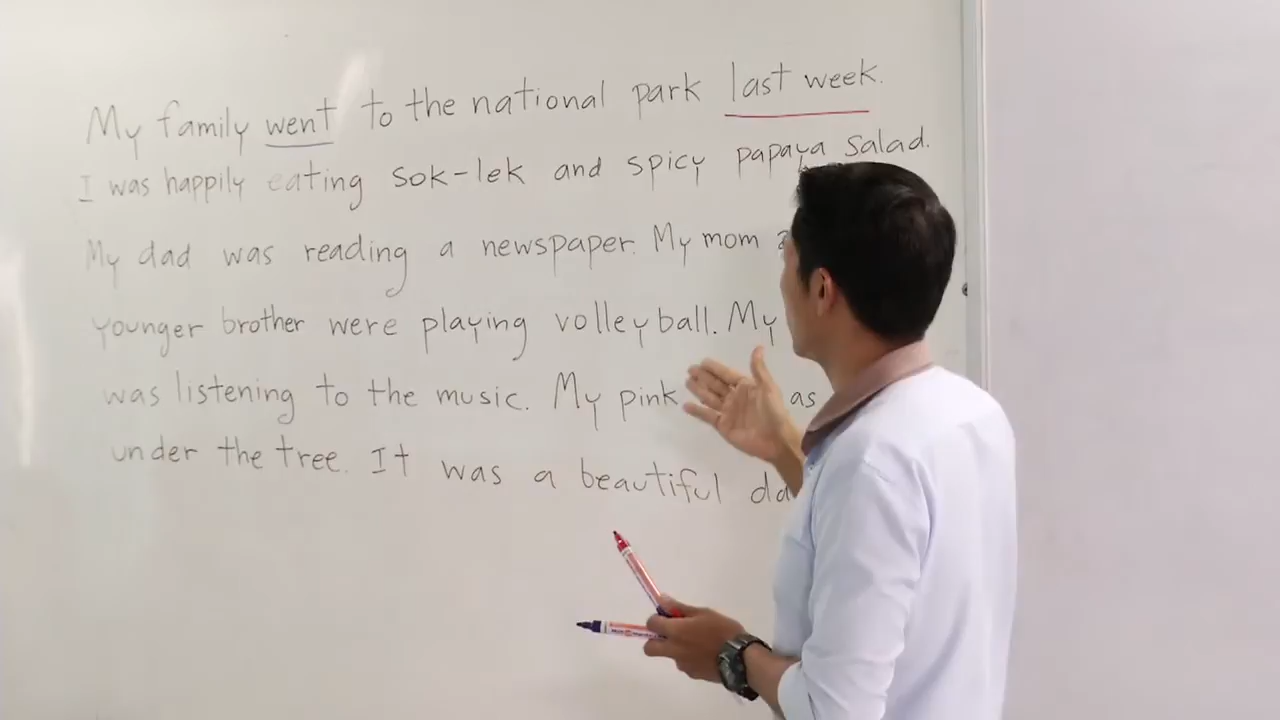 My family went to the national park last week.
I was happily eating sok-lek and spicy papaya salad.
My dad was reading a newspaper. My mom
younger brother were playing volleyball. My
was listening to the music. My pink as
under the tree. It was a beautiful da